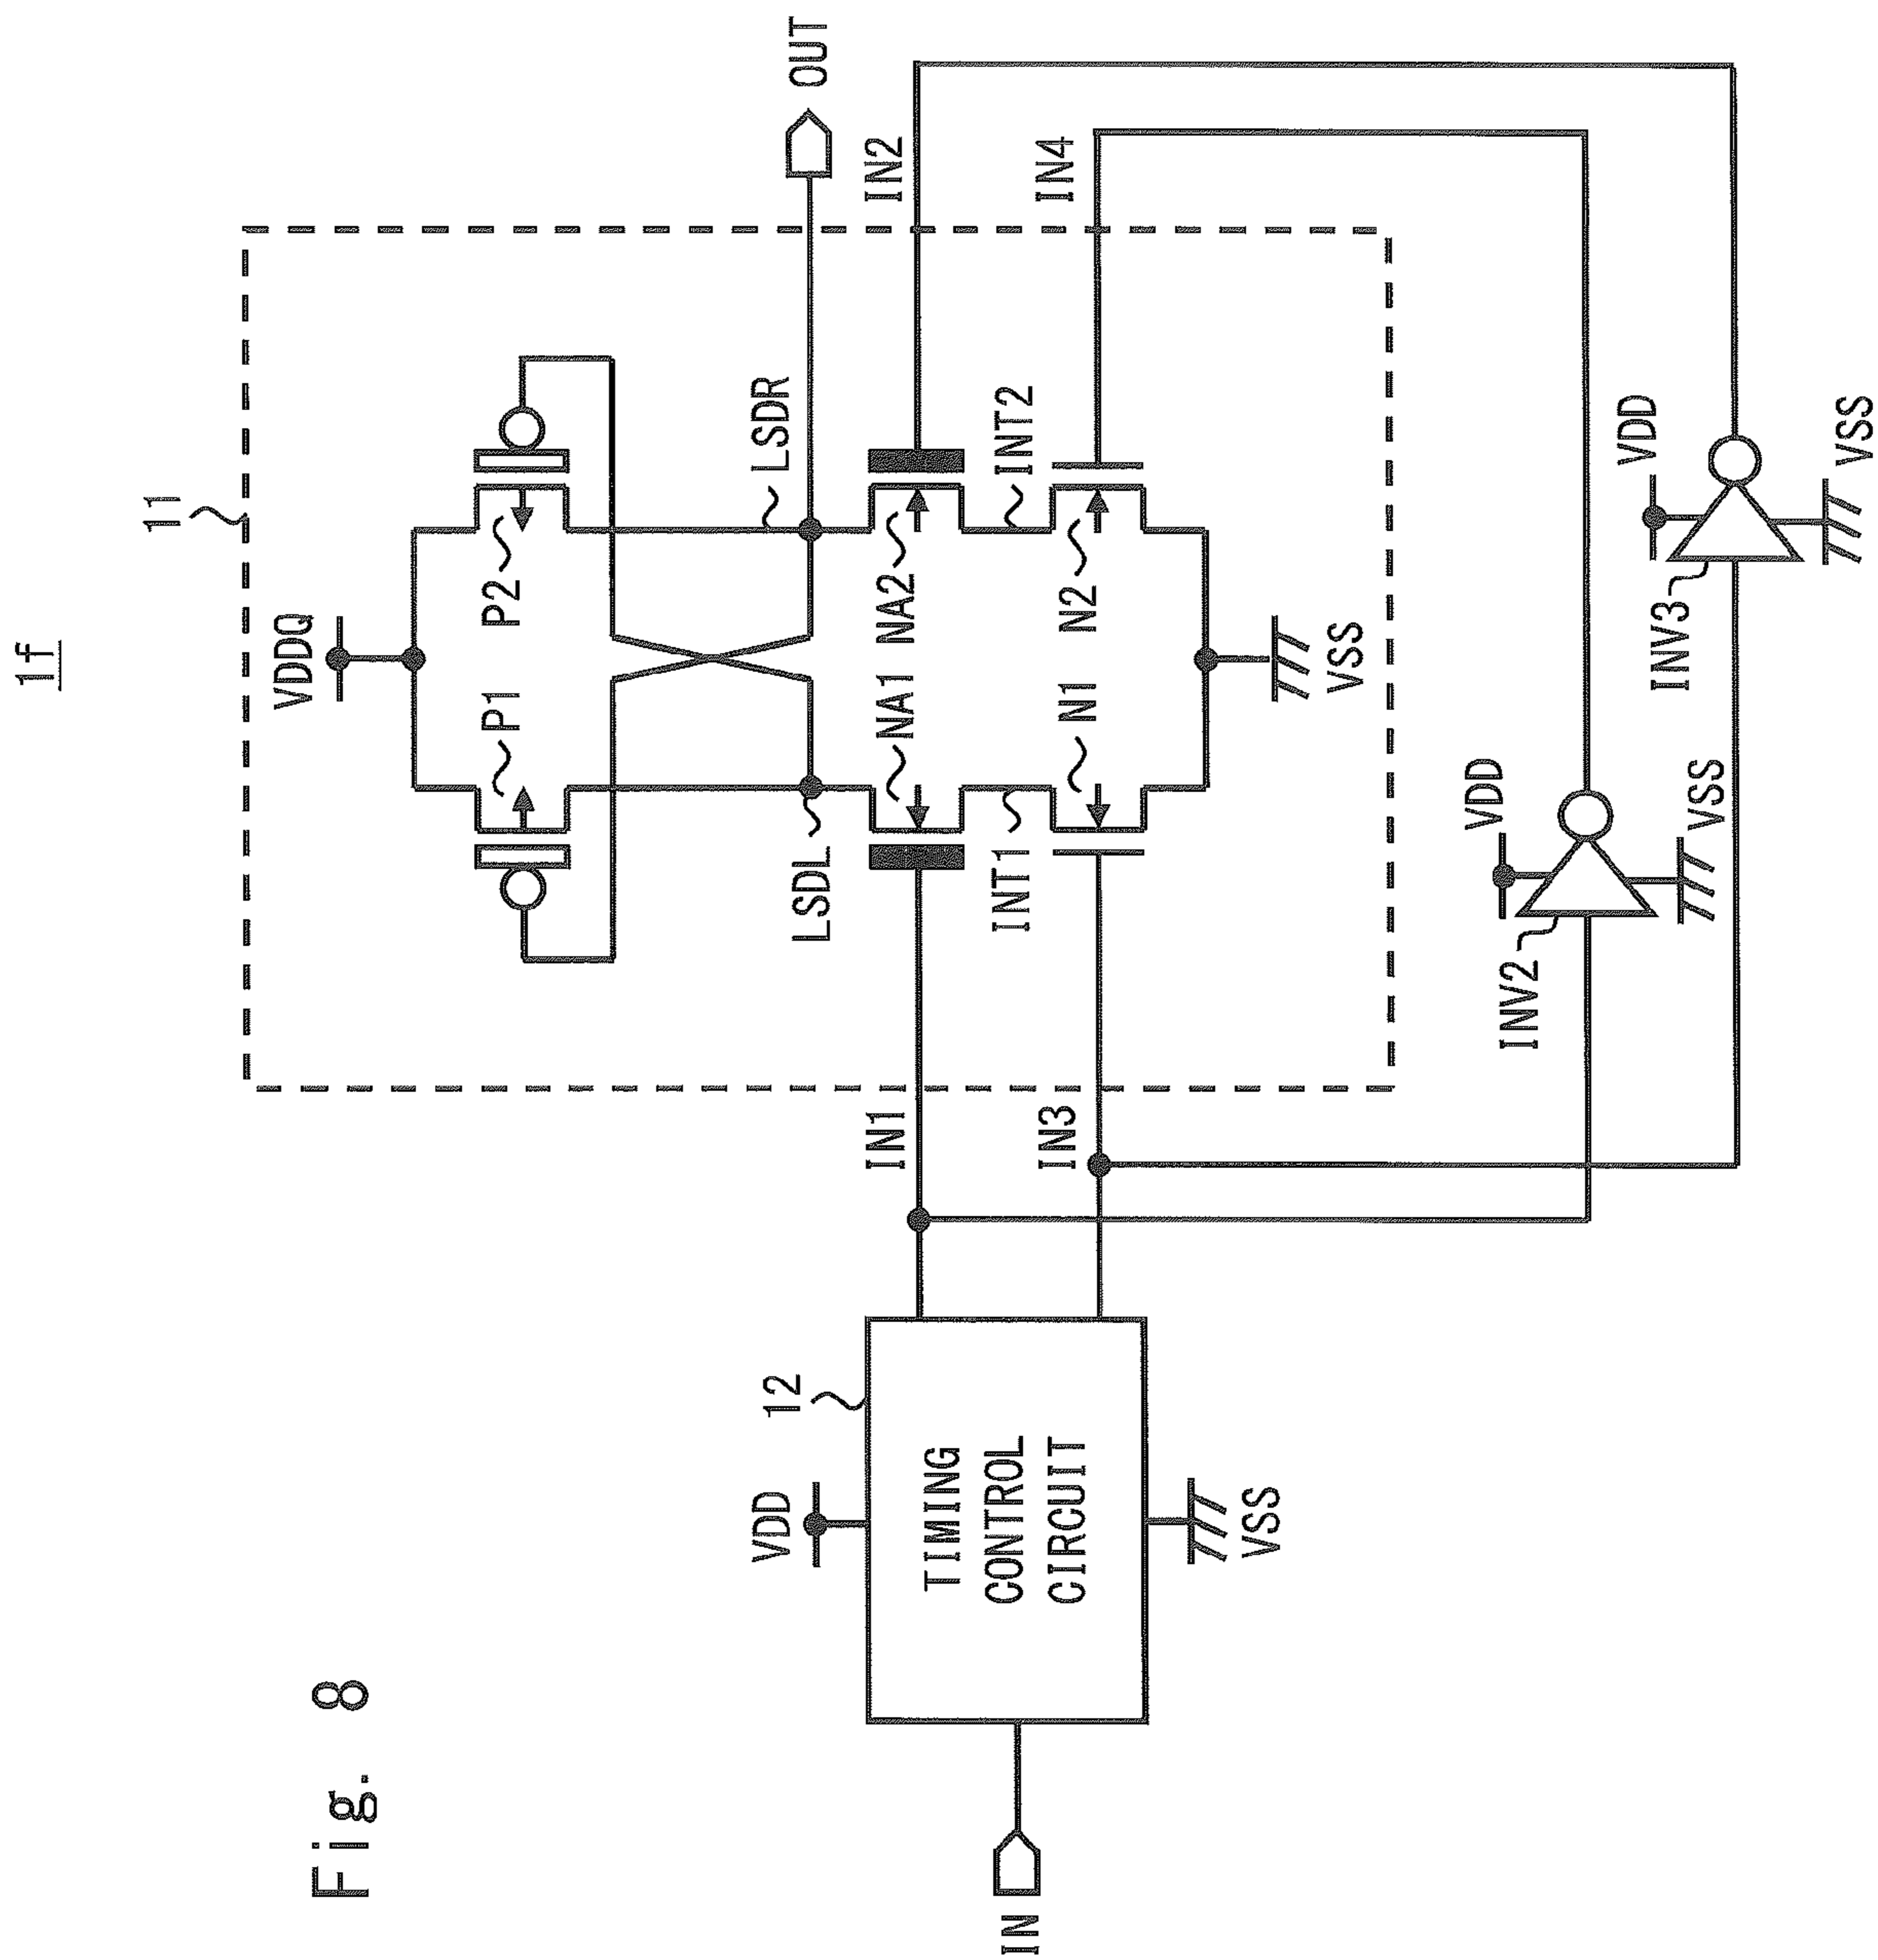 Fig. 8
1f
11
VDDQ
P1
P2
LSDR
OUT
LSDL
NA1
NA2
IN1
IN2
INT1
INT2
IN3
IN4
N1
N2
VSS
IN
12
VDD
TIMING
CONTROL
CIRCUIT
VSS
INV2
VDD
VSS
INV3
VDD
VSS